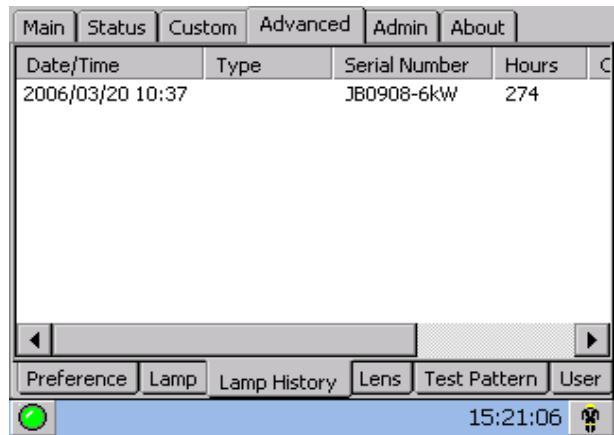 Main Status Custom Advanced Admin About
Date/Time Type Serial Number Hours C
2006/03/20 10:37 JB0908-6kW 274
Preference Lamp Lamp History Lens Test Pattern User
15:21:06